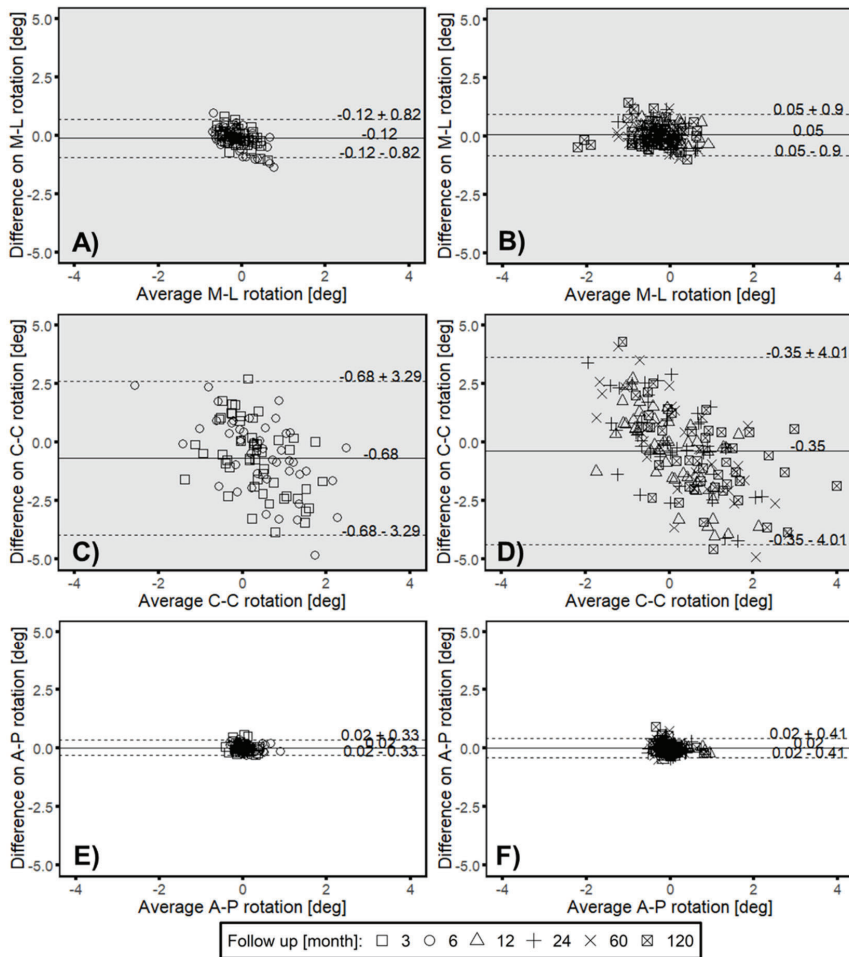 Difference on M-L rotation [deg]
5.0
2.5
0.0
-2.5
-5.0
-0.12 + 0.82
-0.12
-0.12 - 0.82
A)
-4
-2
0
2
4
Average M-L rotation [deg]
Difference on M-L rotation [deg]
5.0
2.5
0.0
-2.5
-5.0
0.05 + 0.9
0.05
0.05 - 0.9
B)
-4
-2
0
2
4
Average M-L rotation [deg]
Difference on C-C rotation [deg]
5.0
2.5
0.0
-2.5
-5.0
-0.68 + 3.29
-0.68
-0.68 - 3.29
C)
-4
-2
0
2
4
Average C-C rotation [deg]
Difference on C-C rotation [deg]
5.0
2.5
0.0
-2.5
-5.0
-0.35 + 4.01
-0.35
-0.35 - 4.01
D)
-4
-2
0
2
4
Average C-C rotation [deg]
Difference on A-P rotation [deg]
5.0
2.5
0.0
-2.5
-5.0
0.02 + 0.33
0.02
0.02 - 0.33
E)
-4
-2
0
2
4
Average A-P rotation [deg]
Difference on A-P rotation [deg]
5.0
2.5
0.0
-2.5
-5.0
0.02 + 0.41
0.02
0.02 - 0.41
F)
-4
-2
0
2
4
Average A-P rotation [deg]
Follow up [month]: 3 6 12 24 60 120